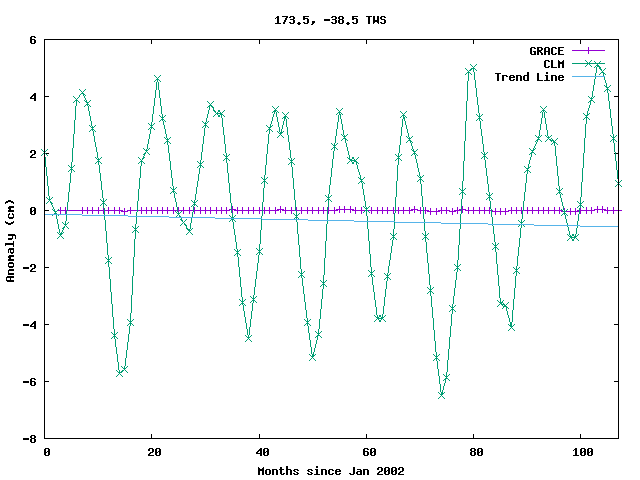 173.5, -38.5 TWS
GRACE
CLM
Trend Line
6
4
2
0
-2
-4
-6
-8
Anomaly (cm)
0 20 40 60 80 100
Months since Jan 2002